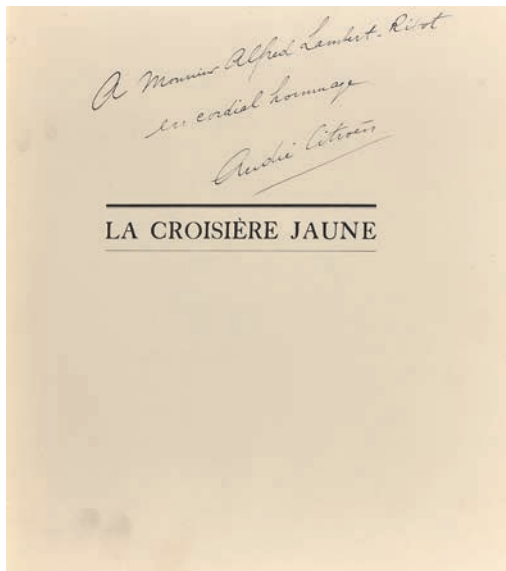 A Monsieur Alfred Lambert-Ribot
en cordial hommage
André Citroën
LA CROISIÈRE JAUNE